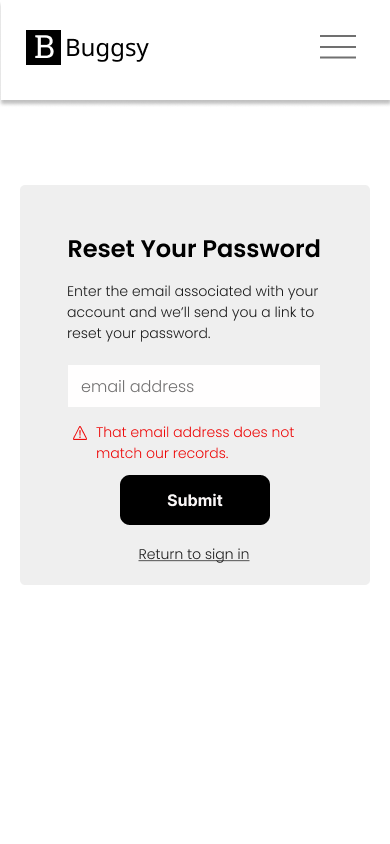 B Buggsy
Reset Your Password
Enter the email associated with your
account and we’ll send you a link to
reset your password.
email address
That email address does not
match our records.
Submit
Return to sign in